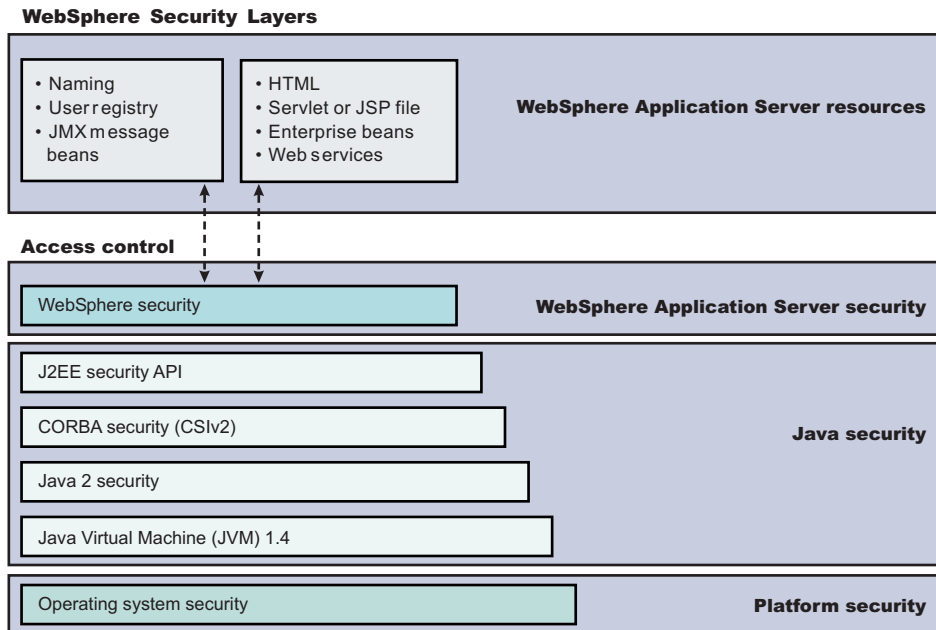 WebSphere Security Layers
• Naming
• User registry
• JMX message
beans
• HTML
• Servlet or JSP file
• Enterprise beans
• Web services
WebSphere Application Server resources
Access control
WebSphere security
WebSphere Application Server security
J2EE security API
CORBA security (CSIv2)
Java 2 security
Java Virtual Machine (JVM) 1.4
Java security
Operating system security
Platform security